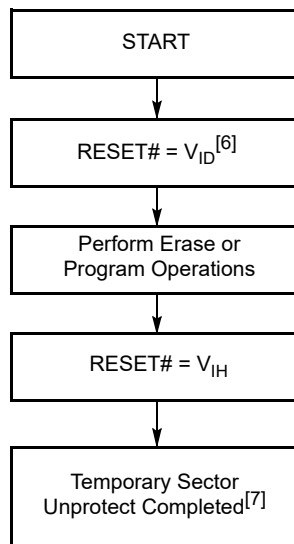 START
RESET# = VID[6]
Perform Erase or
Program Operations
RESET# = VIH
Temporary Sector
Unprotect Completed[7]